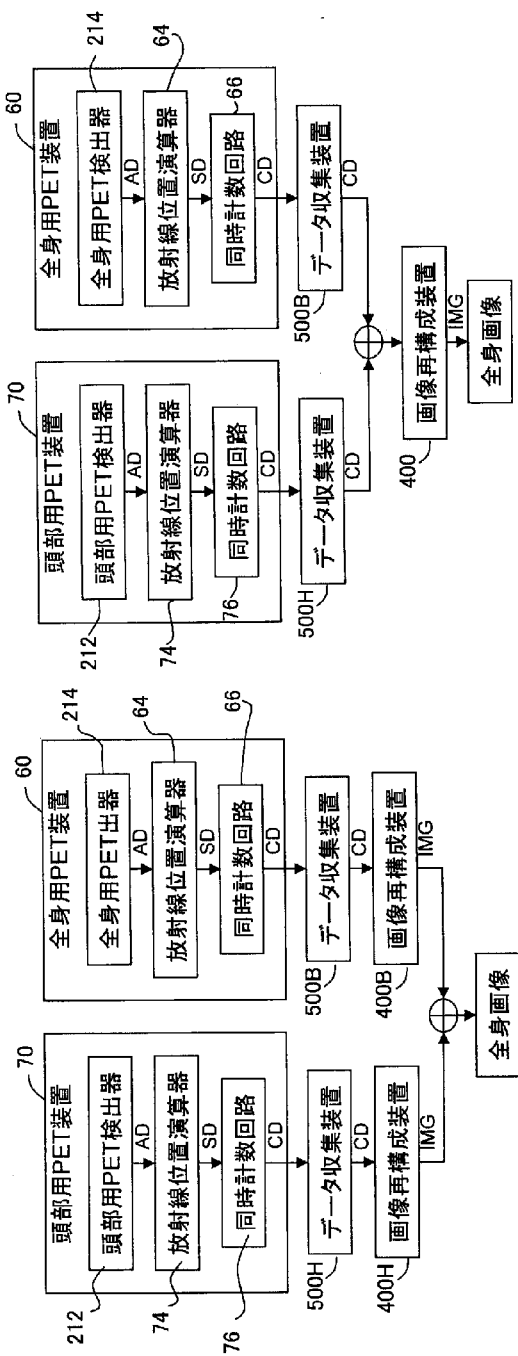 70
頭部用PET装置
212
頭部用PET検出器
AD
74
放射線位置演算器
SD
76
同時計数回路
CD
500H
データ収集装置
CD
400H
画像再構成装置
IMG
60
全身用PET装置
214
全身用PET出器
AD
64
放射線位置演算器
SD
66
同時計数回路
CD
500B
データ収集装置
CD
400B
画像再構成装置
IMG
全身画像
70
頭部用PET装置
212
頭部用PET検出器
AD
74
放射線位置演算器
SD
76
同時計数回路
CD
500H
データ収集装置
CD
60
全身用PET装置
214
全身用PET検出器
AD
64
放射線位置演算器
SD
66
同時計数回路
CD
500B
データ収集装置
CD
400
画像再構成装置
IMG
全身画像